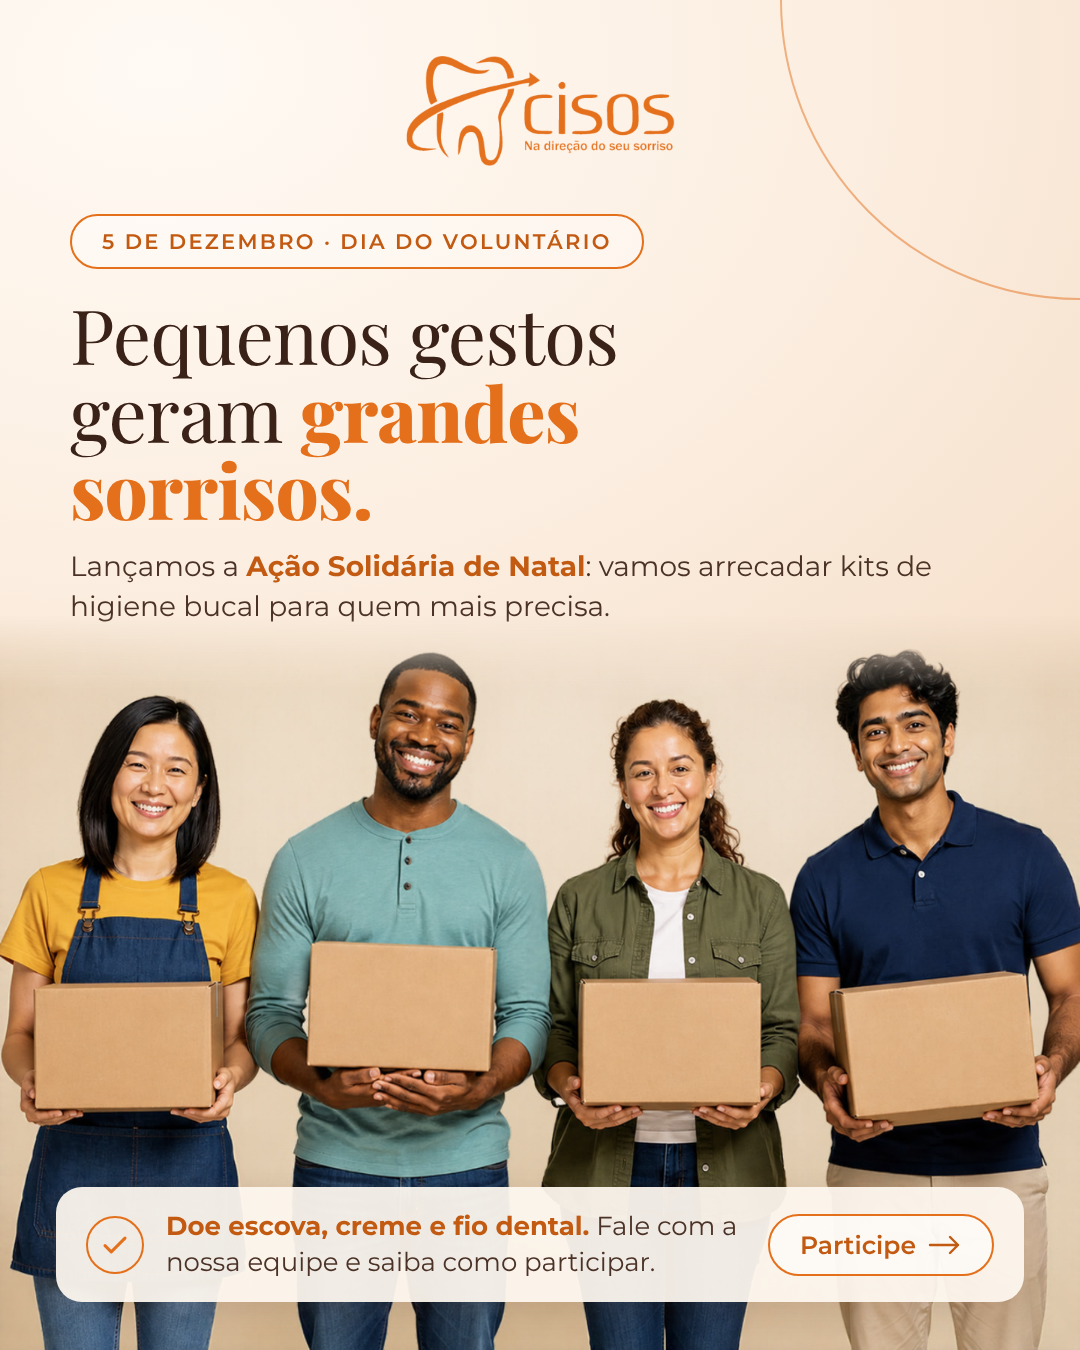 cisos
Na direção do seu sorriso
5 DE DEZEMBRO · DIA DO VOLUNTÁRIO
Pequenos gestos
geram grandes
sorrisos.
Lançamos a Ação Solidária de Natal: vamos arrecadar kits de
higiene bucal para quem mais precisa.
Doe escova, creme e fio dental. Fale com a
nossa equipe e saiba como participar.
Participe →